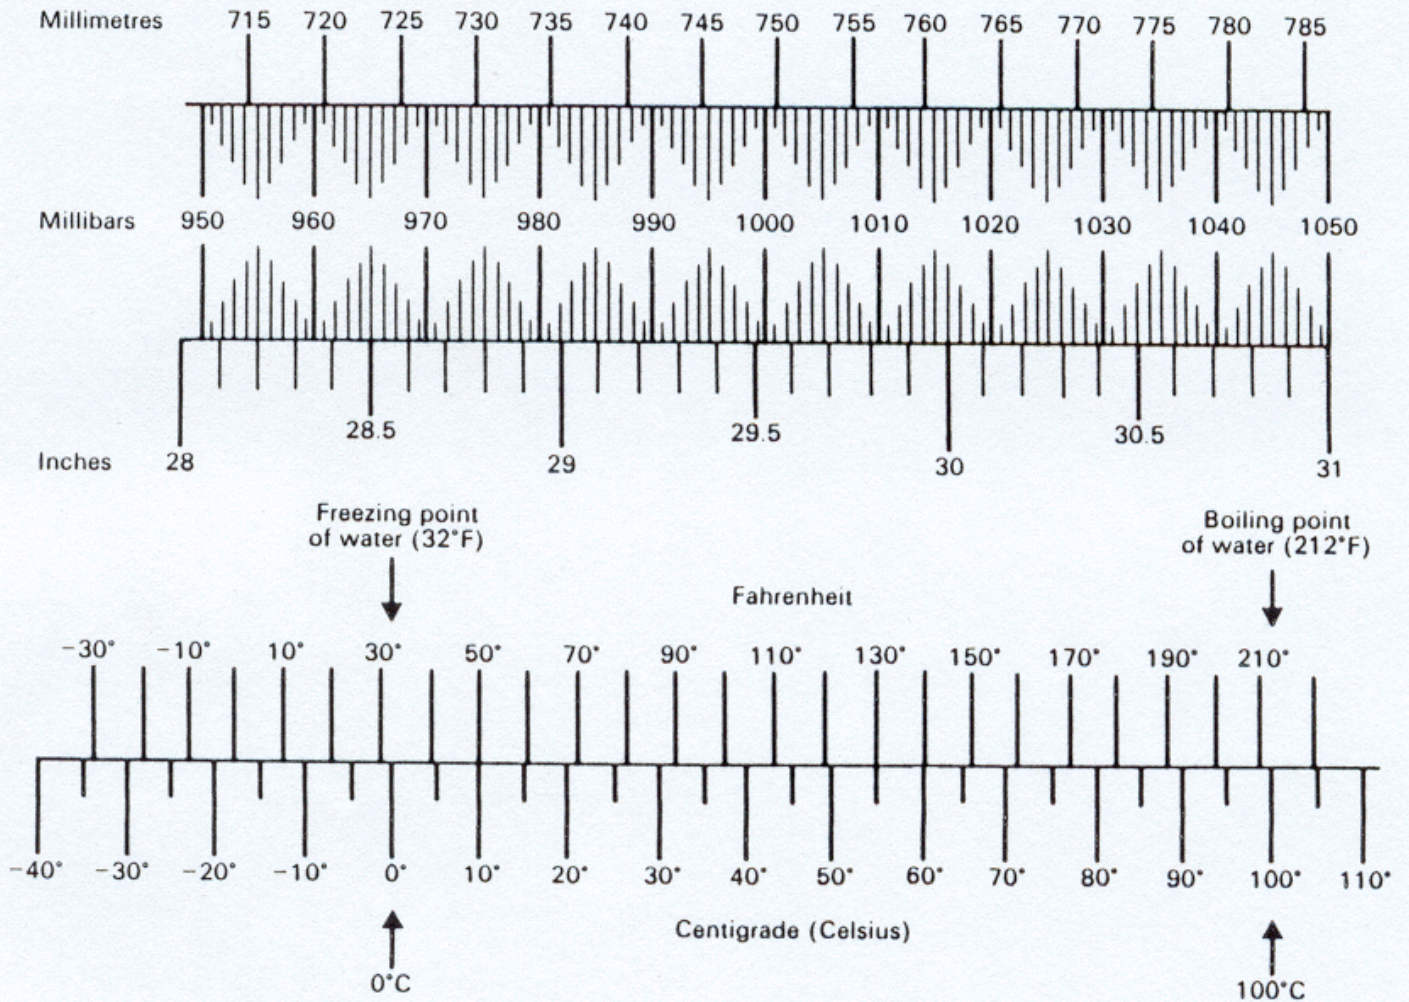 Millimetres 715 720 725 730 735 740 745 750 755 760 765 770 775 780 785
Millibars 950 960 970 980 990 1000 1010 1020 1030 1040 1050
28.5 29.5 30.5
Inches 28 29 30 31
Freezing point
of water (32°F)
Boiling point
of water (212°F)
Fahrenheit
−30° −10° 10° 30° 50° 70° 90° 110° 130° 150° 170° 190° 210°
−40° −30° −20° −10° 0° 10° 20° 30° 40° 50° 60° 70° 80° 90° 100° 110°
Centigrade (Celsius)
0°C 100°C